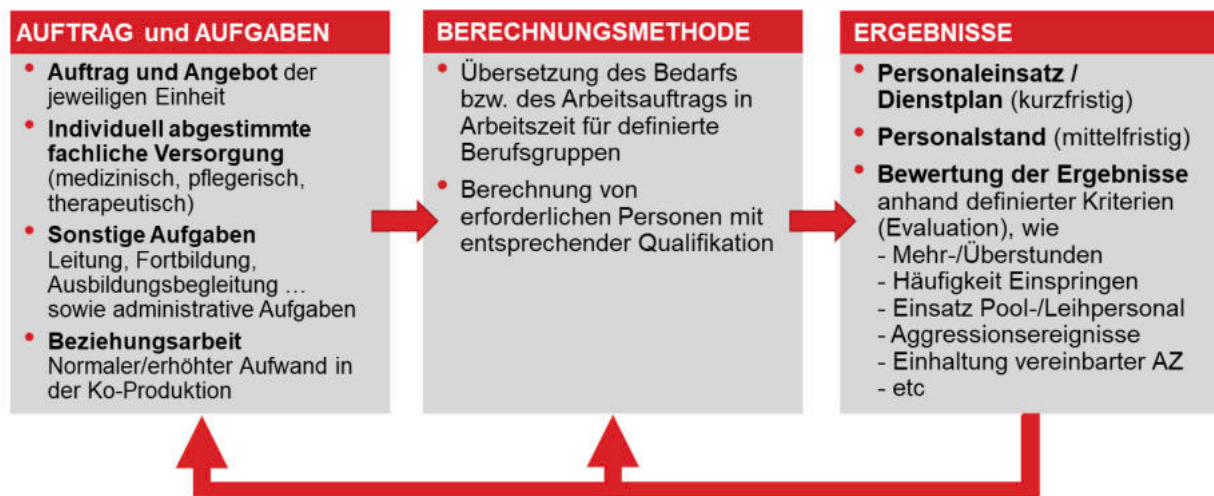 AUFTRAG und AUFGABEN
• Auftrag und Angebot der
jeweiligen Einheit
• Individuell abgestimmte
fachliche Versorgung
(medizinisch, pflegerisch,
therapeutisch)
• Sonstige Aufgaben
Leitung, Fortbildung,
Ausbildungsbegleitung ...
sowie administrative Aufgaben
• Beziehungsarbeit
Normaler/erhöhter Aufwand in
der Ko-Produktion
BERECHNUNGSMETHODE
• Übersetzung des Bedarfs
bzw. des Arbeitsauftrags in
Arbeitszeit für definierte
Berufsgruppen
• Berechnung von
erforderlichen Personen mit
entsprechender Qualifikation
ERGEBNISSE
• Personaleinsatz /
Dienstplan (kurzfristig)
• Personalstand (mittelfristig)
• Bewertung der Ergebnisse
anhand definierter Kriterien
(Evaluation), wie
- Mehr-/Überstunden
- Häufigkeit Einspringen
- Einsatz Pool-/Leihpersonal
- Aggressionsereignisse
- Einhaltung vereinbarter AZ
- etc